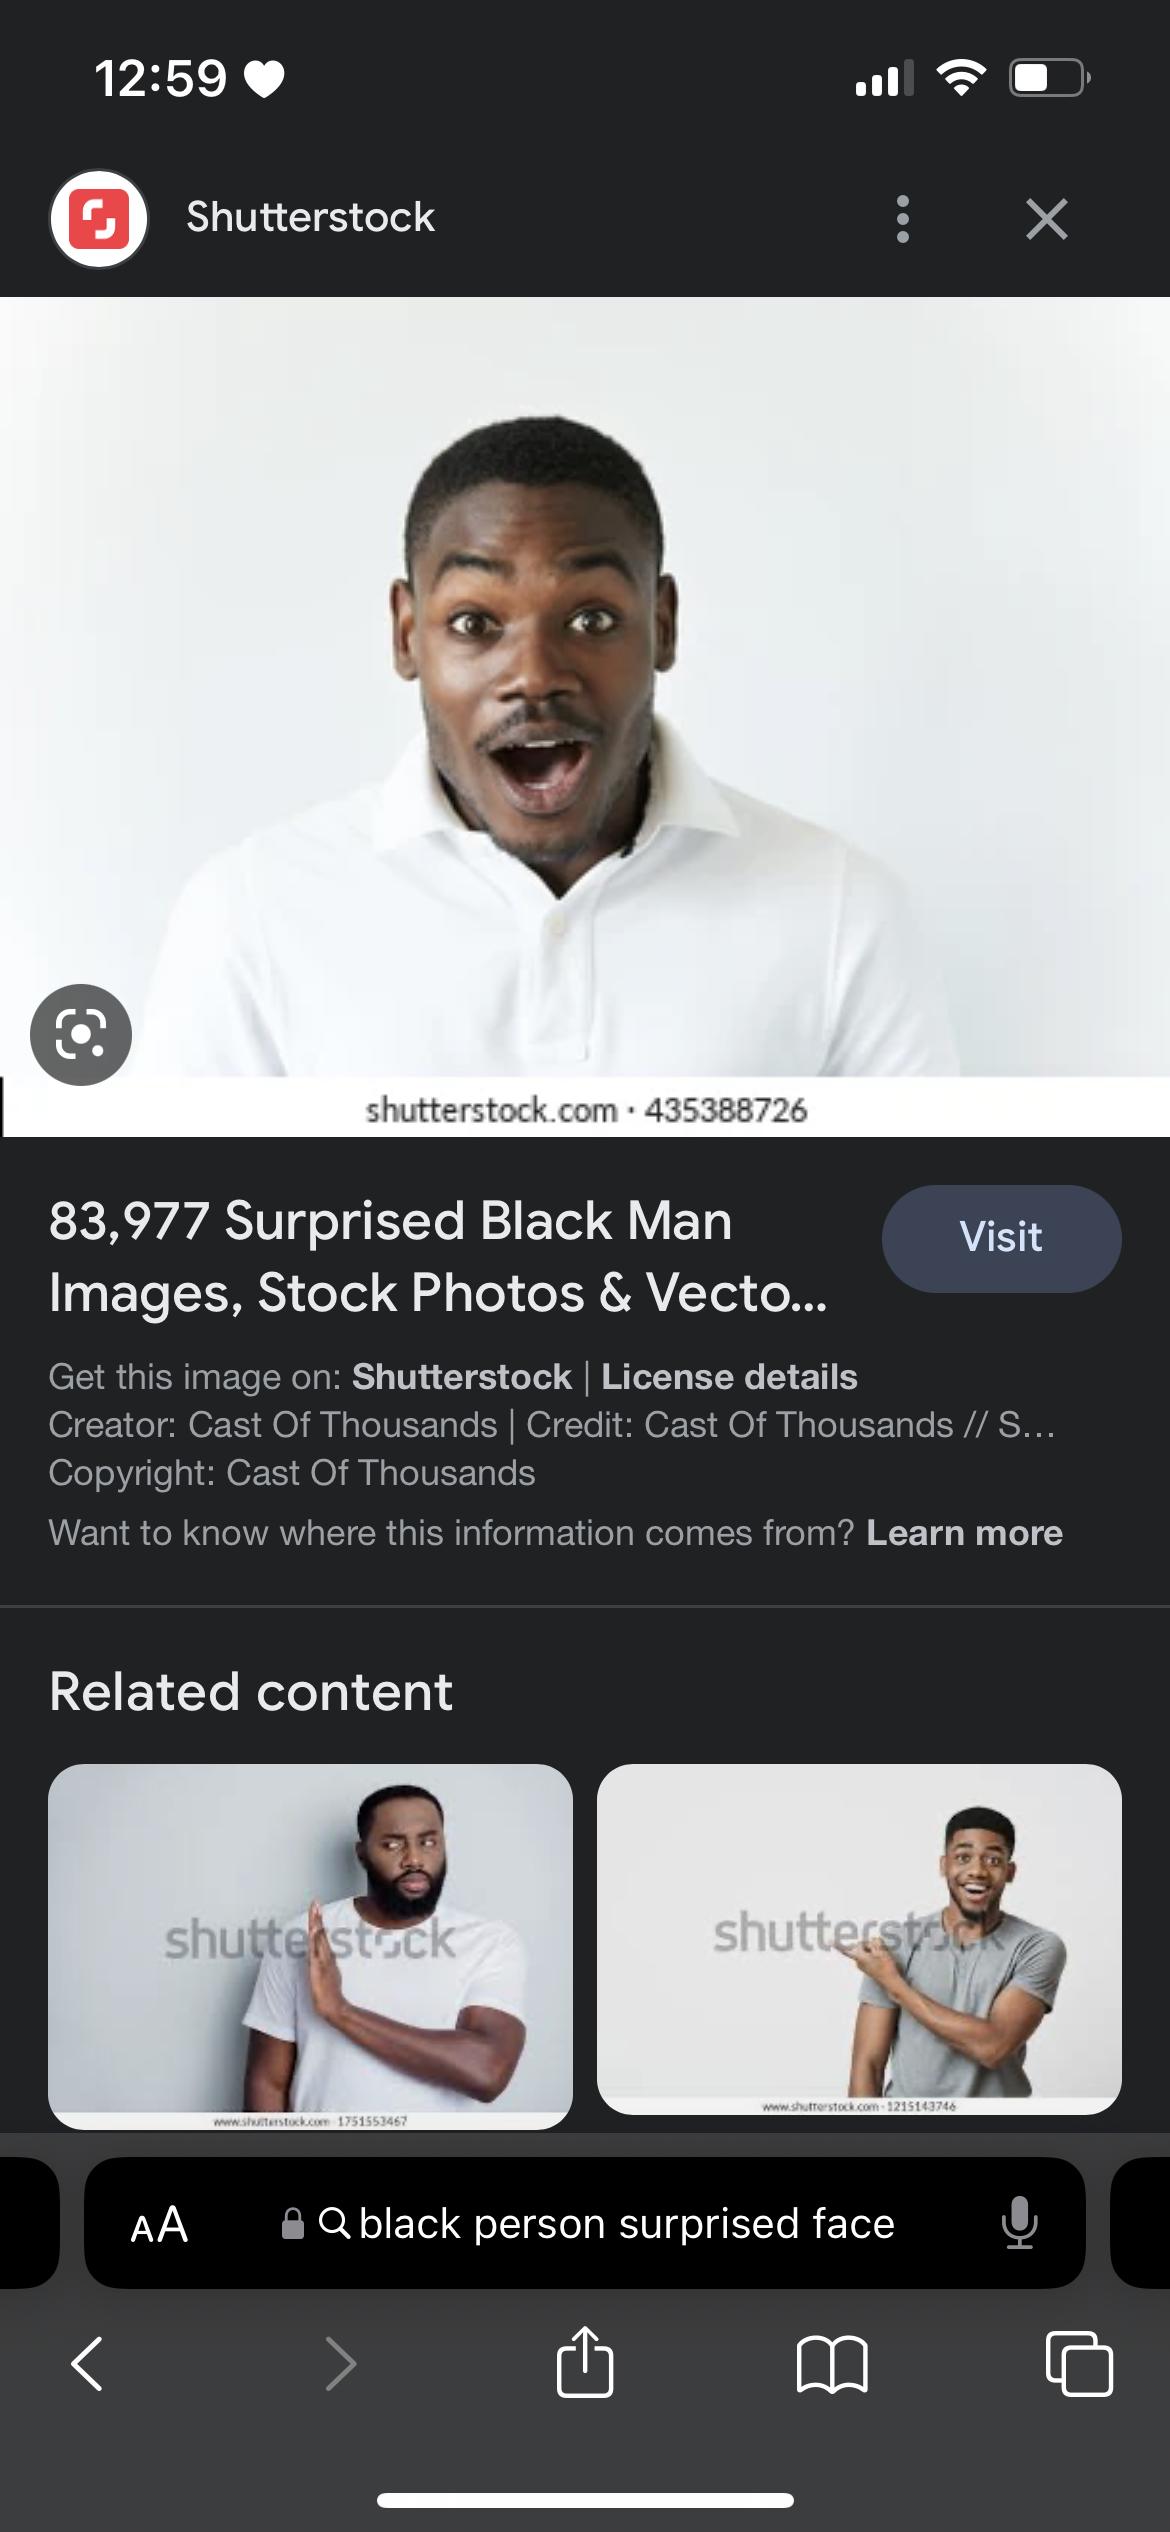 12:59
Shutterstock
shutterstock.com · 435388726
83,977 Surprised Black Man
Images, Stock Photos & Vecto...
Visit
Get this image on: Shutterstock | License details
Creator: Cast Of Thousands | Credit: Cast Of Thousands // S...
Copyright: Cast Of Thousands
Want to know where this information comes from? Learn more
Related content
shutterstock
shutterstock
www.shutterstock.com · 1751553467
www.shutterstock.com · 1215143746
AA
black person surprised face